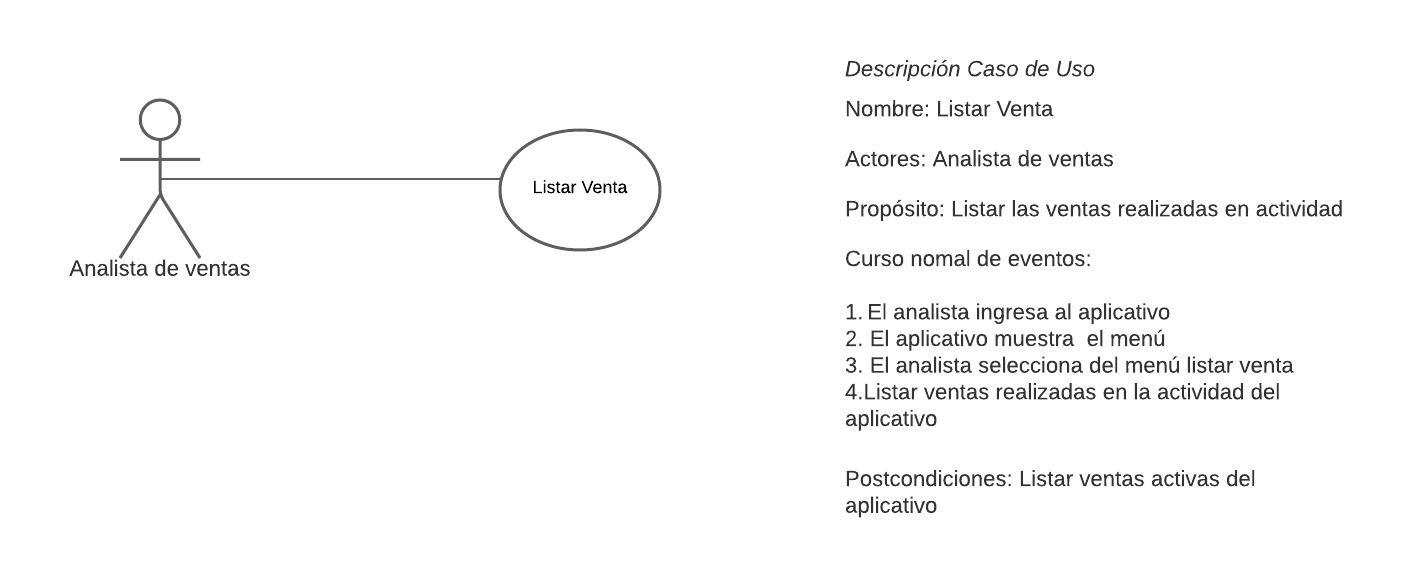 Analista de ventas
Listar Venta
Descripción Caso de Uso
Nombre: Listar Venta
Actores: Analista de ventas
Propósito: Listar las ventas realizadas en actividad
Curso nomal de eventos:
1. El analista ingresa al aplicativo
2. El aplicativo muestra  el menú
3. El analista selecciona del menú listar venta
4.Listar ventas realizadas en la actividad del
aplicativo
Postcondiciones: Listar ventas activas del
aplicativo